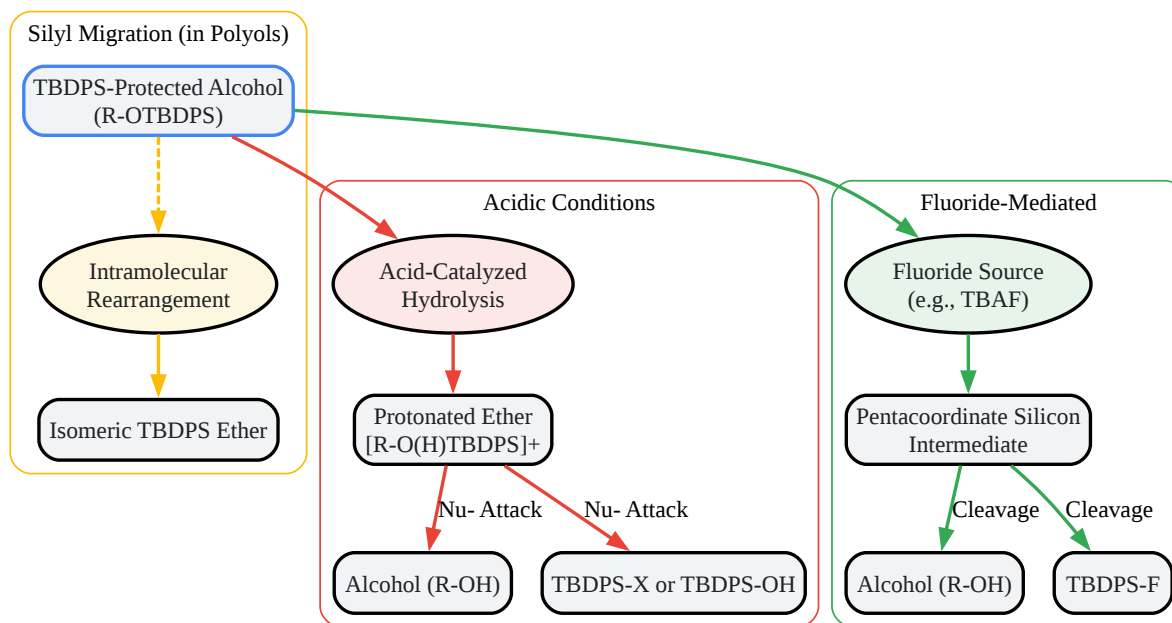 Silyl Migration (in Polyols)
TBDPS-Protected Alcohol
(R-OTBDPS)
Intramolecular
Rearrangement
Isomeric TBDPS Ether
Acidic Conditions
Acid-Catalyzed
Hydrolysis
Protonated Ether
[R-O(H)TBDPS]+
Nu- Attack
Nu- Attack
Alcohol (R-OH)
TBDPS-X or TBDPS-OH
Fluoride-Mediated
Fluoride Source
(e.g., TBAF)
Pentacoordinate Silicon
Intermediate
Cleavage
Cleavage
Alcohol (R-OH)
TBDPS-F